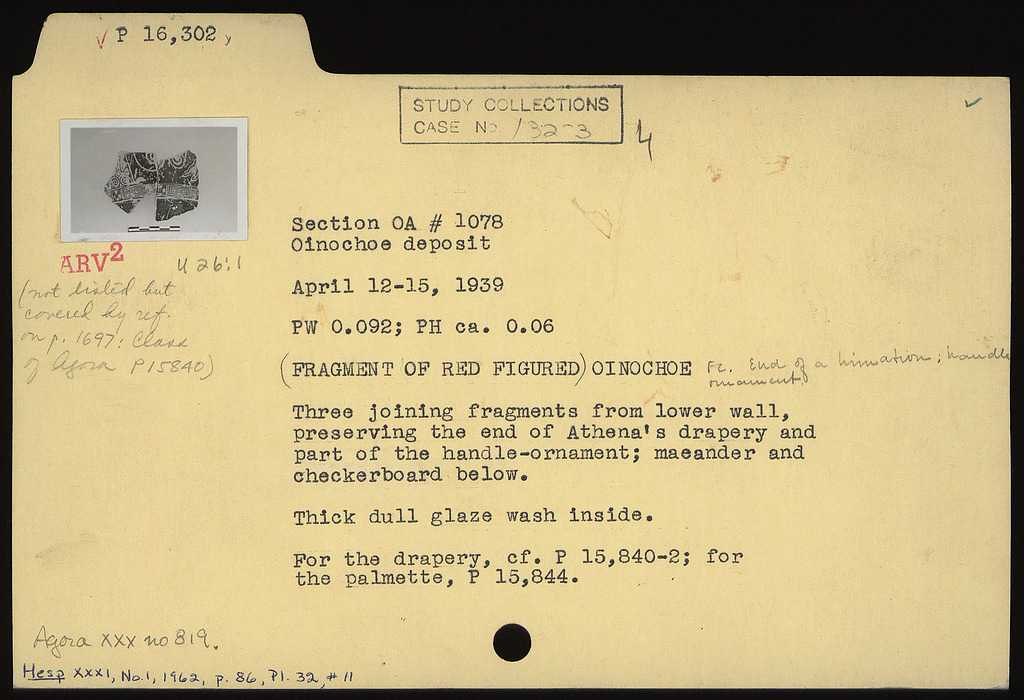 √ P 16,302
STUDY COLLECTIONS
CASE No. 132-3 4
Section OA # 1078
Oinochoe deposit
ARV2 U 26:1
(not listed but
covered by ref.
on p. 1697: Class
of Agora P15840)
April 12-15, 1939
PW 0.092; PH ca. 0.06
(FRAGMENT OF RED FIGURED) OINOCHOE Fr. End of a himation; handle
ornament.
Three joining fragments from lower wall,
preserving the end of Athena's drapery and
part of the handle-ornament; maeander and
checkerboard below.
Thick dull glaze wash inside.
For the drapery, cf. P 15,840-2; for
the palmette, P 15,844.
Agora XXX no 819.
Hesp XXXI, No.1, 1962, p. 86, Pl. 32, #11